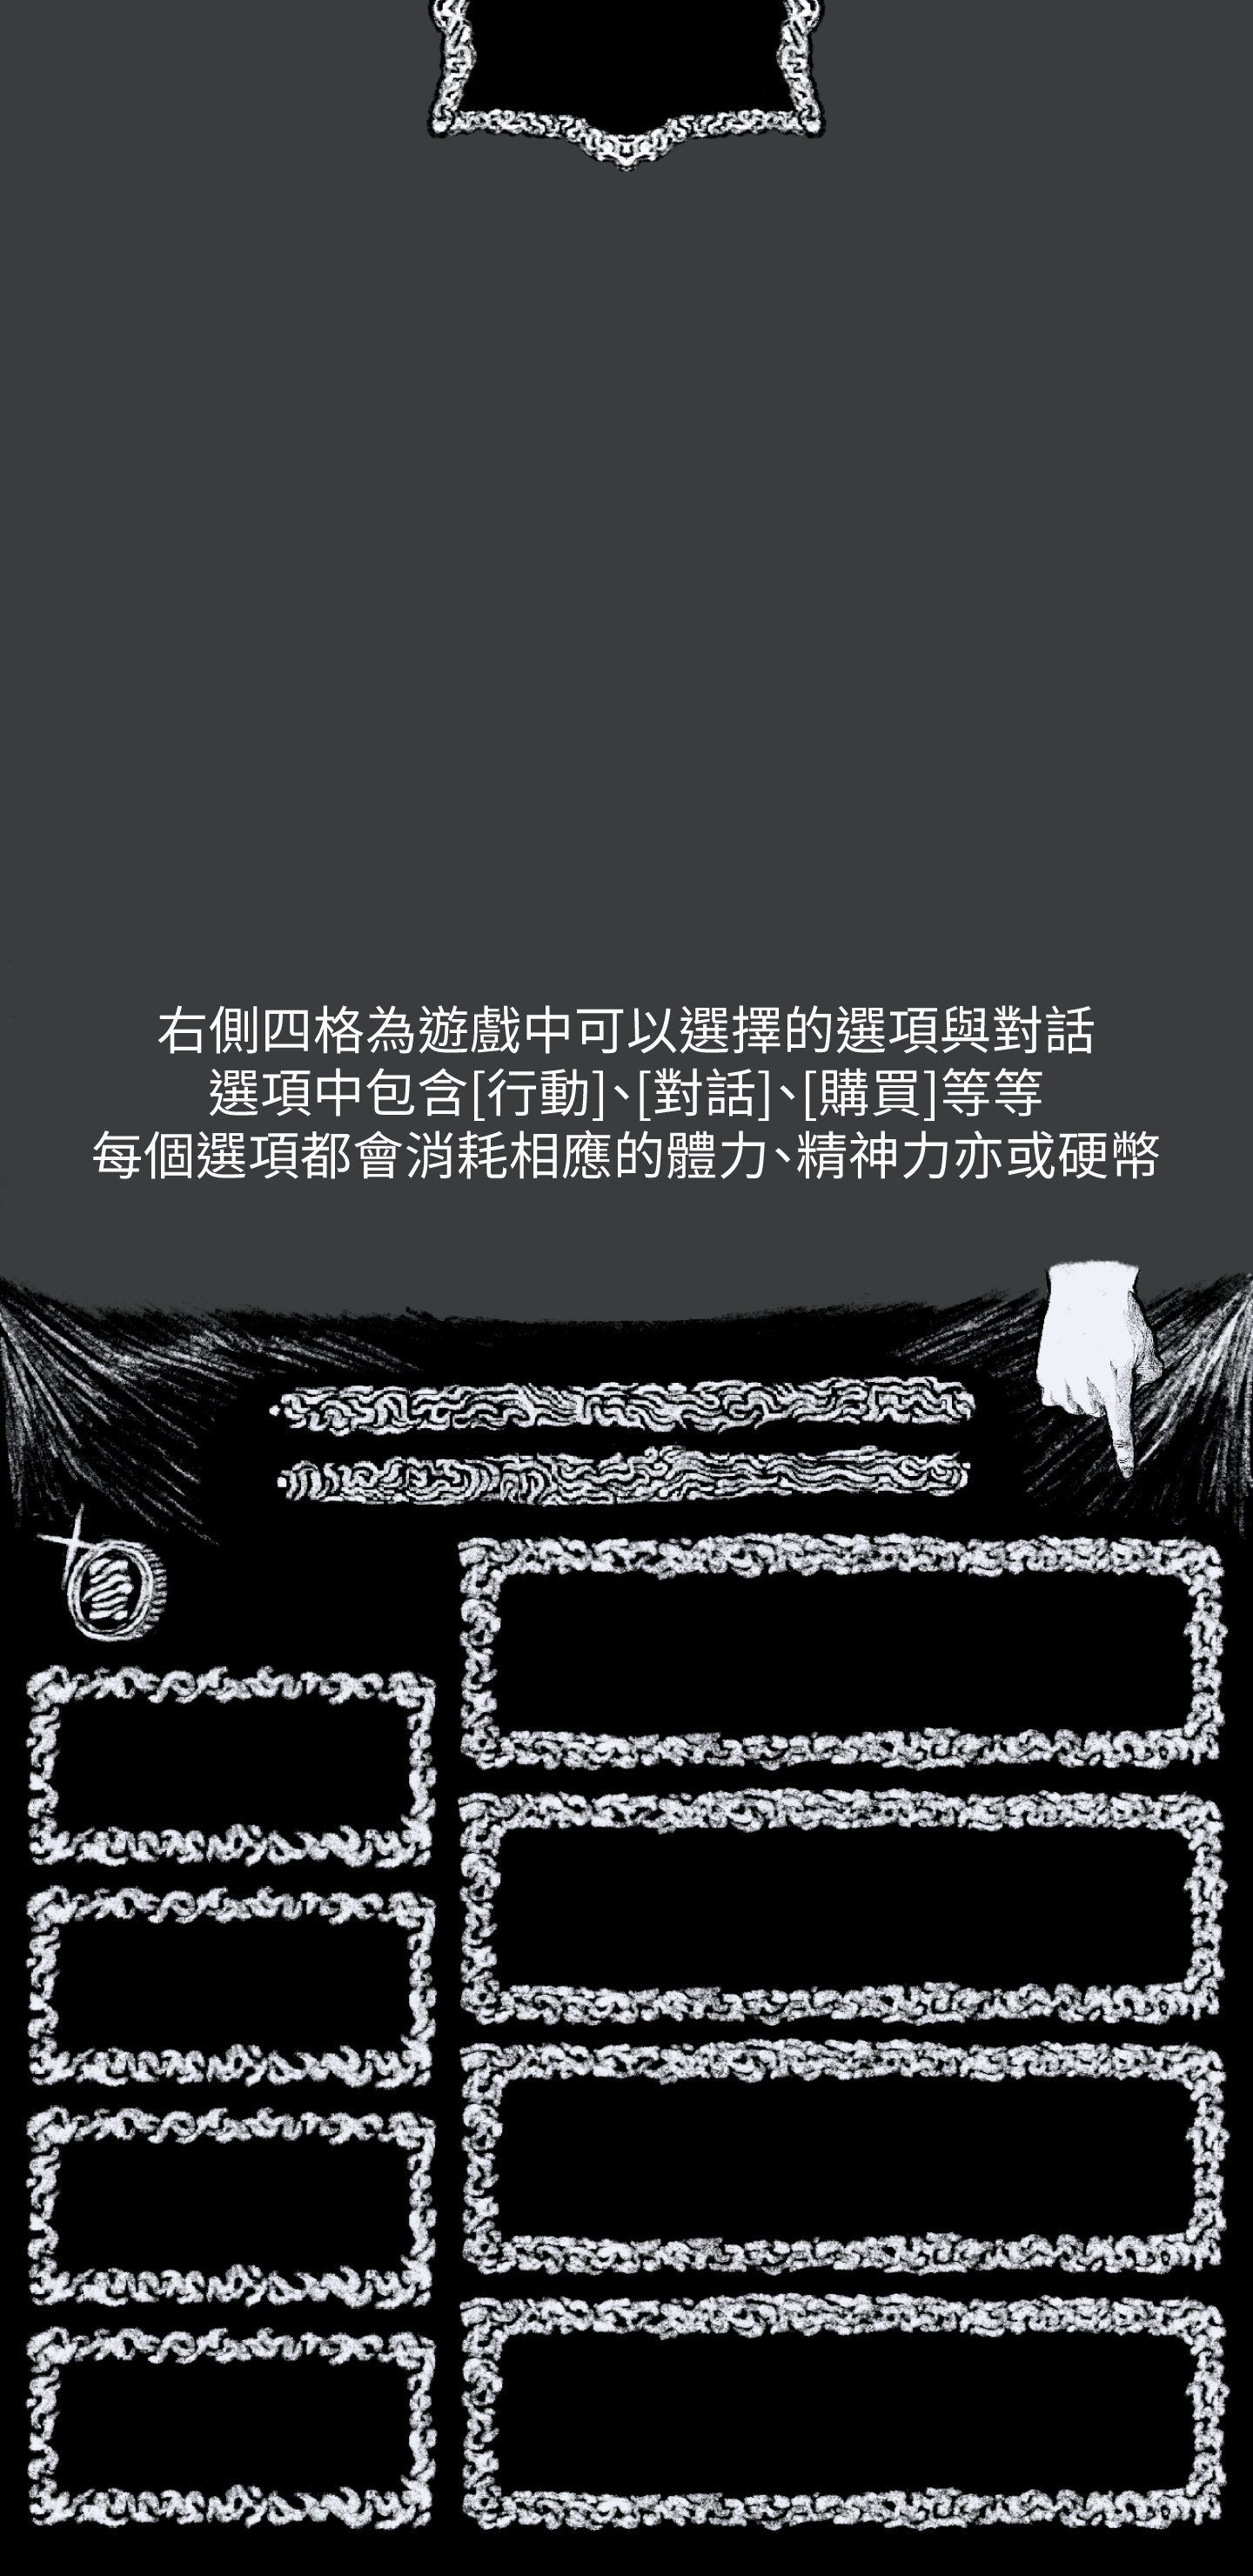 右側四格為遊戲中可以選擇的選項與對話
選項中包含[行動]、[對話]、[購買]等等
每個選項都會消耗相應的體力、精神力亦或硬幣